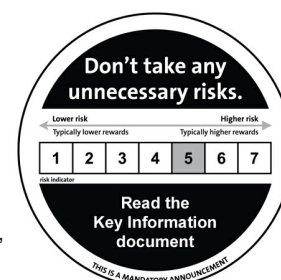 Don't take any
unnecessary risks.
Lower risk Higher risk
Typically lower rewards Typically higher rewards
1 2 3 4 5 6 7
risk indicator
Read the
Key Information
document
THIS IS A MANDATORY ANNOUNCEMENT
,